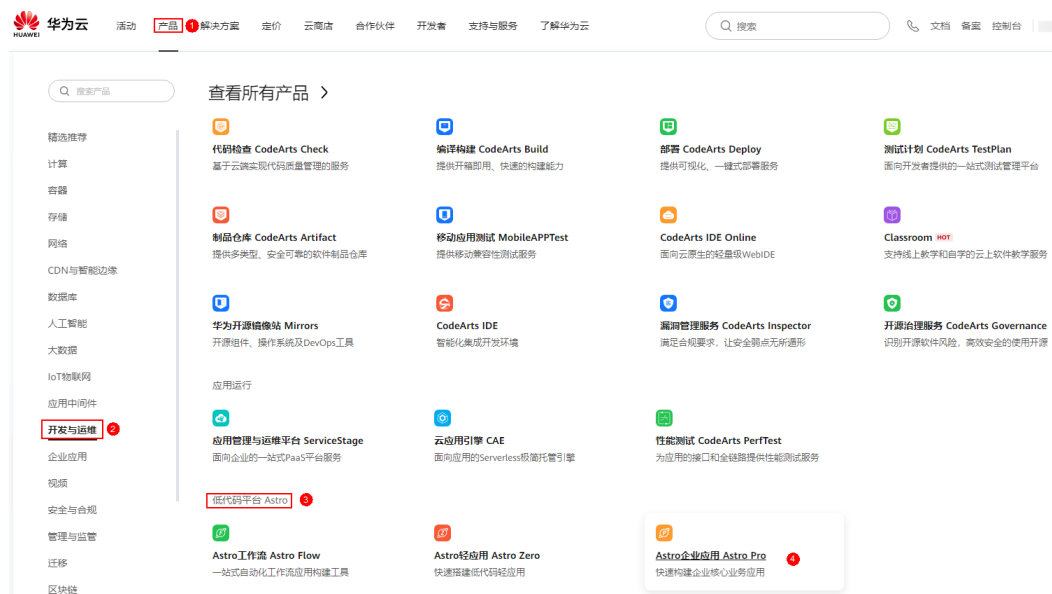 HUAWEI 华为云 活动 产品 1 解决方案 定价 云商店 合作伙伴 开发者 支持与服务 了解华为云 搜索 文档 备案 控制台
搜索产品
查看所有产品 >
精选推荐
计算
容器
存储
网络
CDN与智能边缘
数据库
人工智能
大数据
IoT物联网
应用中间件
开发与运维 2
企业应用
视频
安全与合规
管理与监管
迁移
区块链
代码检查 CodeArts Check
基于云端实现代码质量管理的服务
编译构建 CodeArts Build
提供开箱即用、快速的构建能力
部署 CodeArts Deploy
提供可视化、一键式部署服务
测试计划 CodeArts TestPlan
面向开发者提供的一站式测试管理平台
制品仓库 CodeArts Artifact
提供多类型、安全可靠的软件制品仓库
移动应用测试 MobileAPPTest
提供移动兼容性测试服务
CodeArts IDE Online
面向云原生的轻量级WebIDE
Classroom HOT
支持线上教学和自学的云上软件教学服务
华为开源镜像站 Mirrors
开源组件、操作系统及DevOps工具
CodeArts IDE
智能化集成开发环境
漏洞管理服务 CodeArts Inspector
满足合规要求，让安全弱点无所遁形
开源治理服务 CodeArts Governance
识别开源软件风险，高效安全的使用开源
应用运行
应用管理与运维平台 ServiceStage
面向企业的一站式PaaS平台服务
云应用引擎 CAE
面向应用的Serverless极简托管引擎
性能测试 CodeArts PerfTest
为应用的接口和全链路提供性能测试服务
低代码平台 Astro 3
Astro工作流 Astro Flow
一站式自动化工作流应用构建工具
Astro轻应用 Astro Zero
快速搭建低代码轻应用
Astro企业应用 Astro Pro 4
快速构建企业核心业务应用